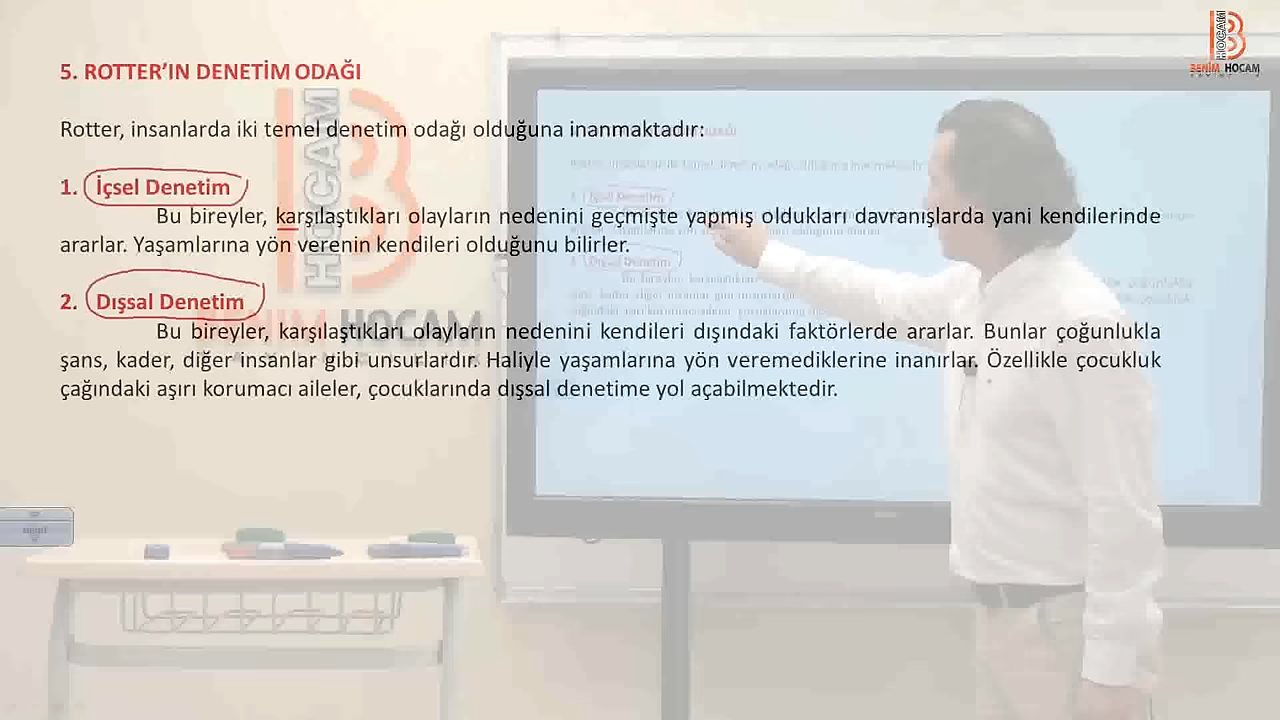 BENİM HOCAM
5. ROTTER'IN DENETİM ODAĞI
Rotter, insanlarda iki temel denetim odağı olduğuna inanmaktadır:
1. İçsel Denetim
Bu bireyler, karşılaştıkları olayların nedenini geçmişte yapmış oldukları davranışlarda yani kendilerinde
ararlar. Yaşamlarına yön verenin kendileri olduğunu bilirler.
2. Dışsal Denetim
Bu bireyler, karşılaştıkları olayların nedenini kendileri dışındaki faktörlerde ararlar. Bunlar çoğunlukla
şans, kader, diğer insanlar gibi unsurlardır. Haliyle yaşamlarına yön veremediklerine inanırlar. Özellikle çocukluk
çağındaki aşırı korumacı aileler, çocuklarında dışsal denetime yol açabilmektedir.
HOCAM
BENİM HOCAM